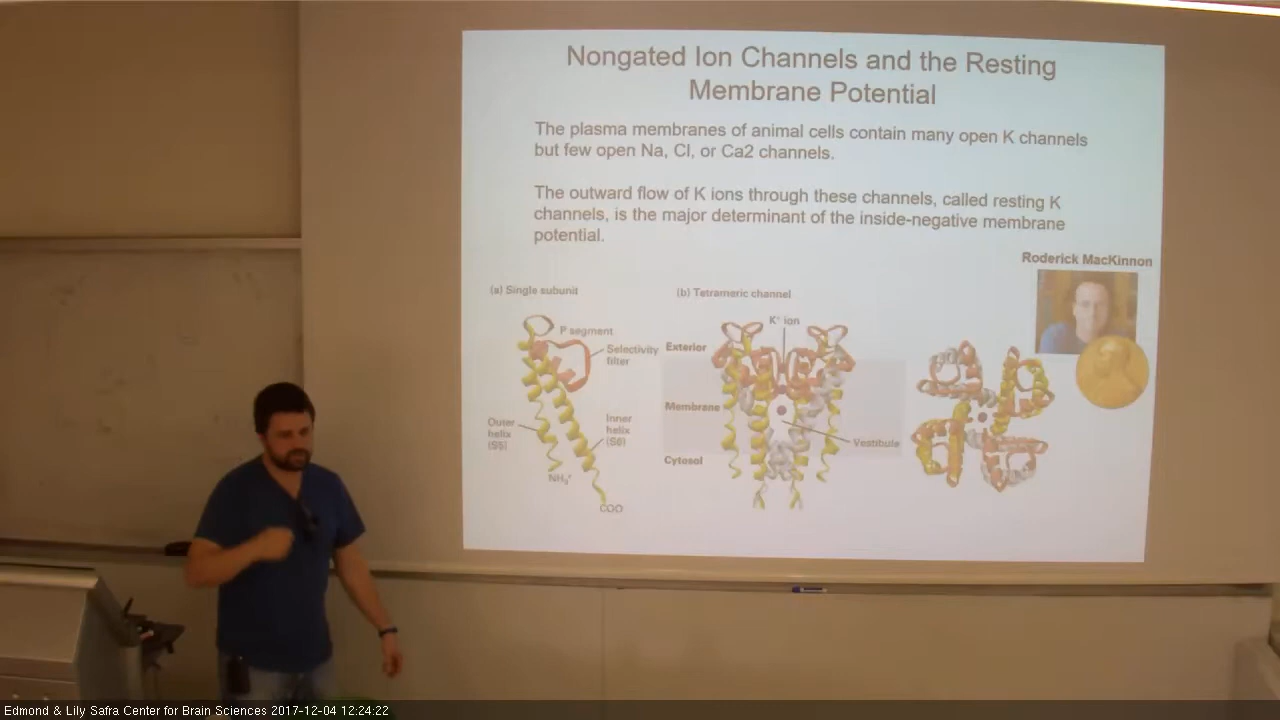 Nongated Ion Channels and the Resting
Membrane Potential
The plasma membranes of animal cells contain many open K channels
but few open Na, Cl, or Ca2 channels.
The outward flow of K ions through these channels, called resting K
channels, is the major determinant of the inside-negative membrane
potential.
Roderick MacKinnon
(a) Single subunit
P segment
Selectivity
filter
Outer
helix
(S5)
Inner
helix
(S6)
NH₃⁺
COO
(b) Tetrameric channel
K⁺ ion
Exterior
Membrane
Vestibule
Cytosol
Edmond & Lily Safra Center for Brain Sciences 2017-12-04 12:24:22